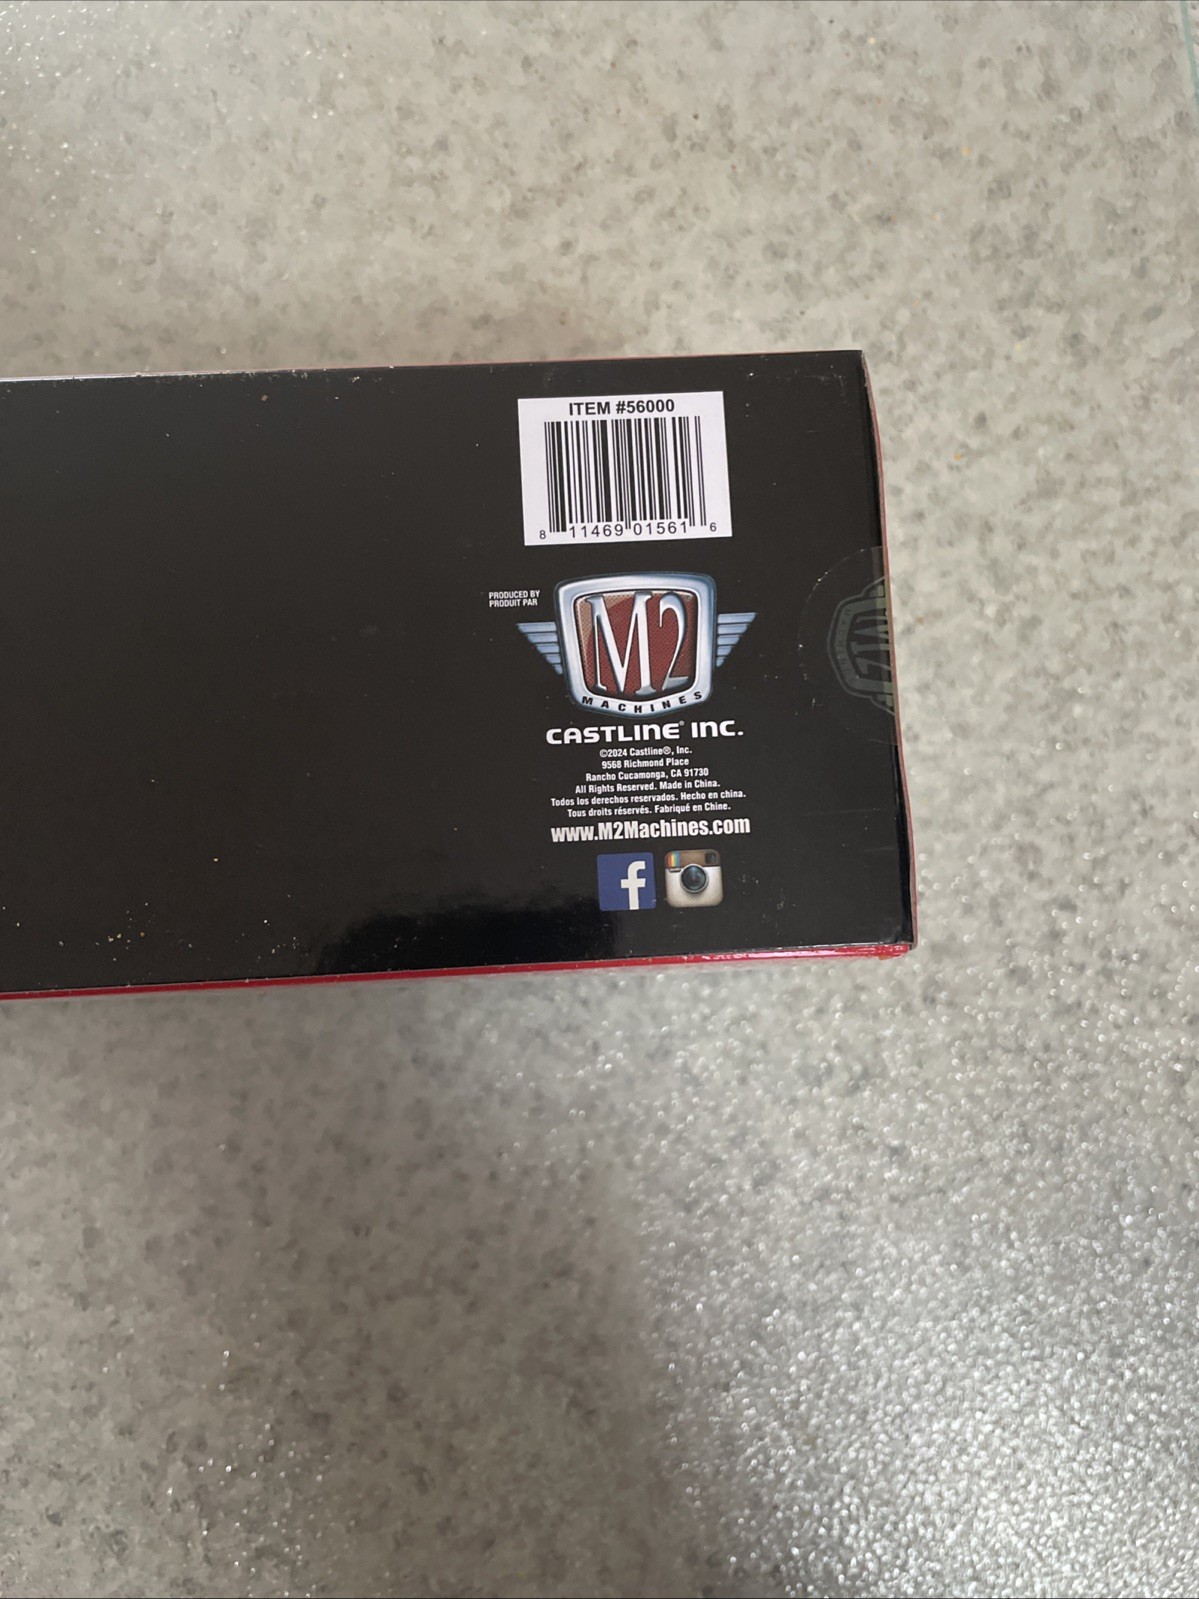 ITEM #56000
8 11469 01561 6
PRODUCED BY
PRODUIT PAR
M2
MACHINES
CASTLINE® INC.
©2024 Castline®, Inc.
9568 Richmond Place
Rancho Cucamonga, CA 91730
All Rights Reserved. Made in China.
Todos los derechos reservados. Hecho en china.
Tous droits réservés. Fabriqué en Chine.
www.M2Machines.com
f